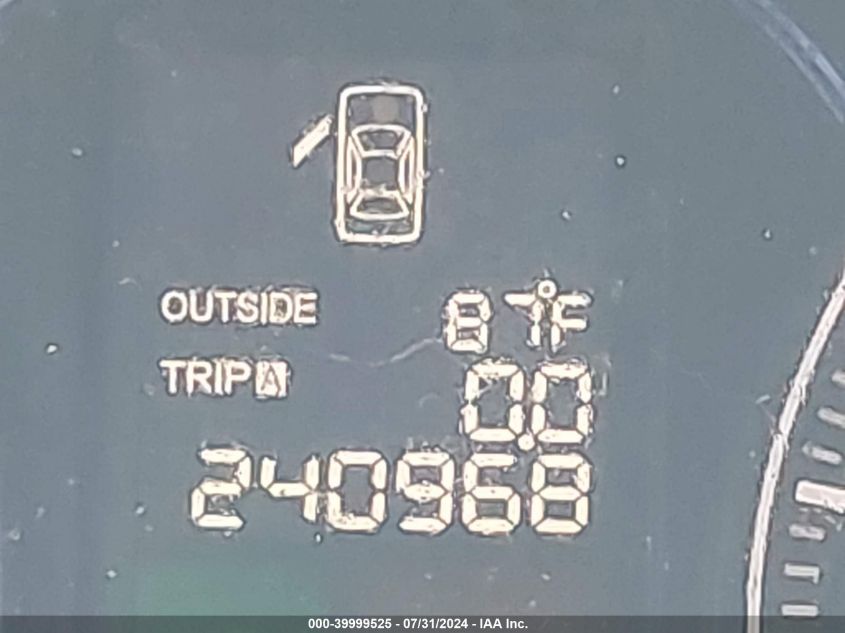 OUTSIDE 87°F
TRIP A 0.0
240968
000-39999525 - 07/31/2024 - IAA Inc.